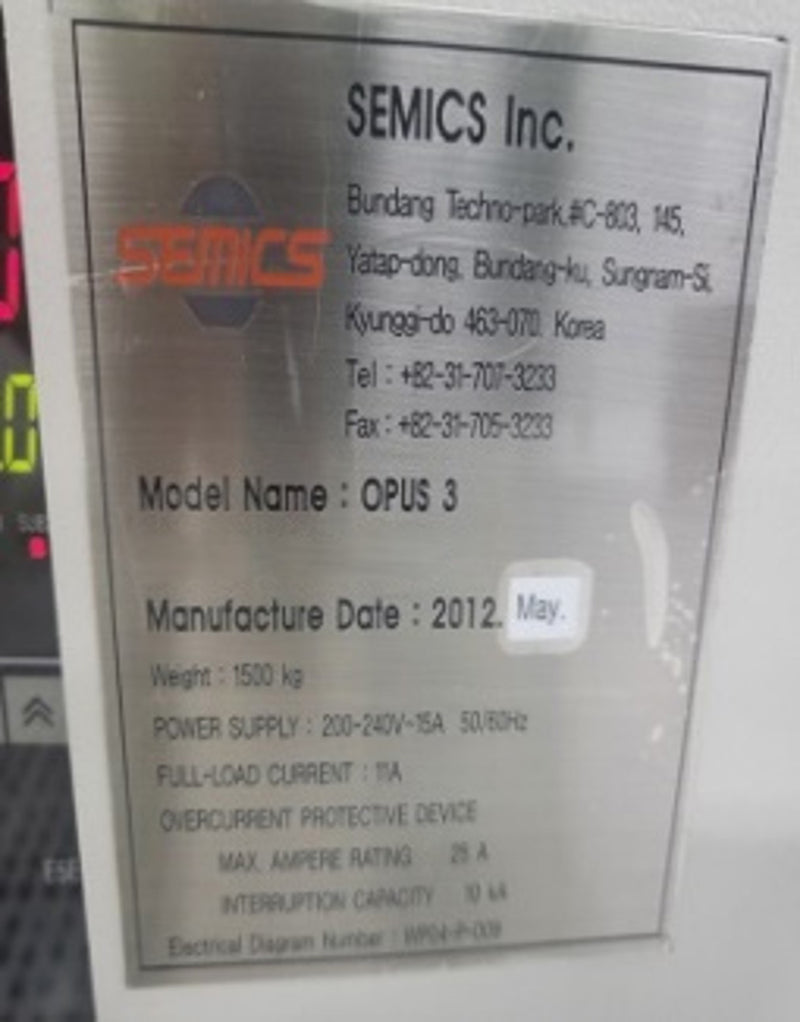 SEMICS Inc.
SEMICS
Bundang Techno-park,#C-803, 145,
Yatap-dong, Bundang-ku, Sungnam-Si,
Kyunggi-do 463-070. Korea
Tel : +82-31-707-3233
Fax : +82-31-705-3233
Model Name : OPUS 3
Manufacture Date : 2012. May.
Weight : 1500 kg
POWER SUPPLY : 200-240V~15A 50/60Hz
FULL-LOAD CURRENT : 11A
OVERCURRENT PROTECTIVE DEVICE
MAX. AMPERE RATING 25 A
INTERRUPTION CAPACITY 10 kA
Electrical Diagram Number :